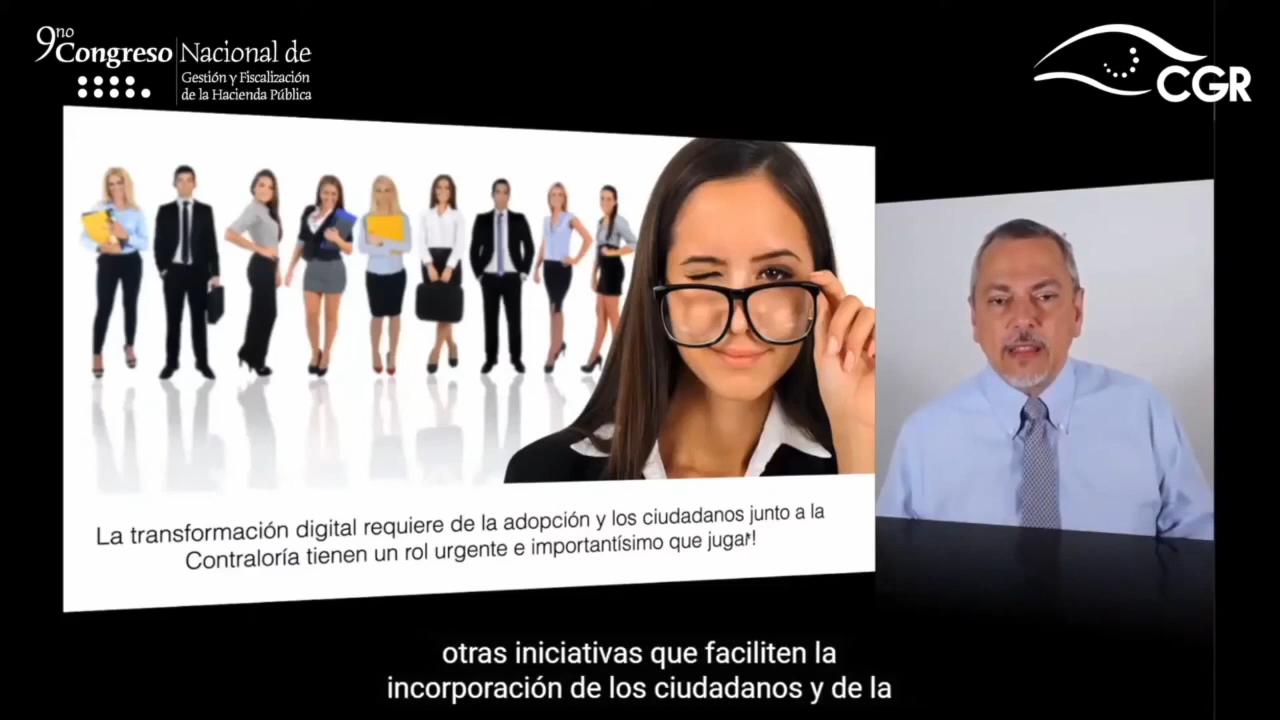 9no
Congreso Nacional de
Gestión y Fiscalización
de la Hacienda Pública
CGR
La transformación digital requiere de la adopción y los ciudadanos junto a la
Contraloría tienen un rol urgente e importantísimo que jugar!
otras iniciativas que faciliten la
incorporación de los ciudadanos y de la